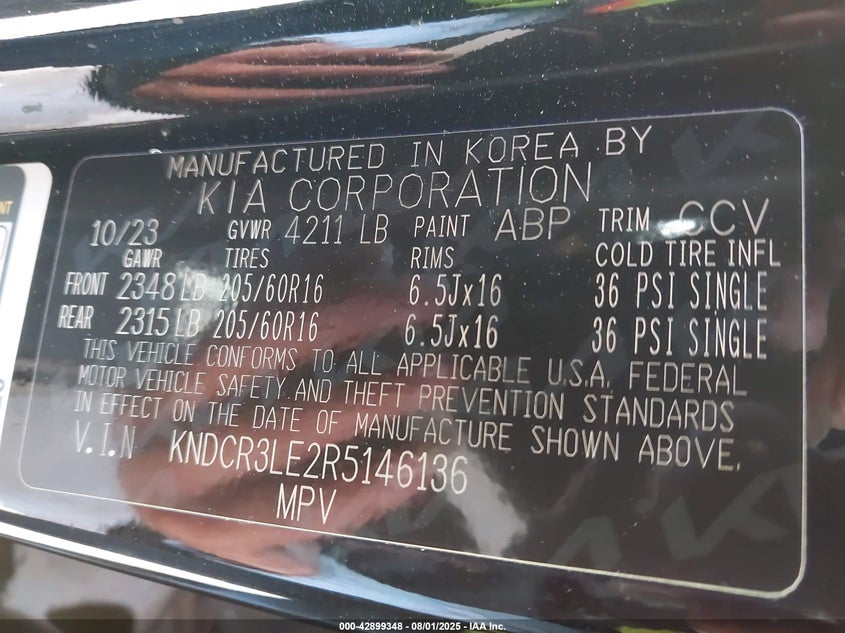 MANUFACTURED IN KOREA BY
KIA CORPORATION
10/23 GVWR 4211 LB PAINT ABP TRIM CCV
GAWR TIRES RIMS COLD TIRE INFL
FRONT 2348 LB 205/60R16 6.5Jx16 36 PSI SINGLE
REAR 2315 LB 205/60R16 6.5Jx16 36 PSI SINGLE
THIS VEHICLE CONFORMS TO ALL APPLICABLE U.S.A. FEDERAL
MOTOR VEHICLE SAFETY AND THEFT PREVENTION STANDARDS
IN EFFECT ON THE DATE OF MANUFACTURE SHOWN ABOVE.
V.I.N KNDCR3LE2R5146136
MPV
000-42899348 - 08/01/2025 - IAA Inc.